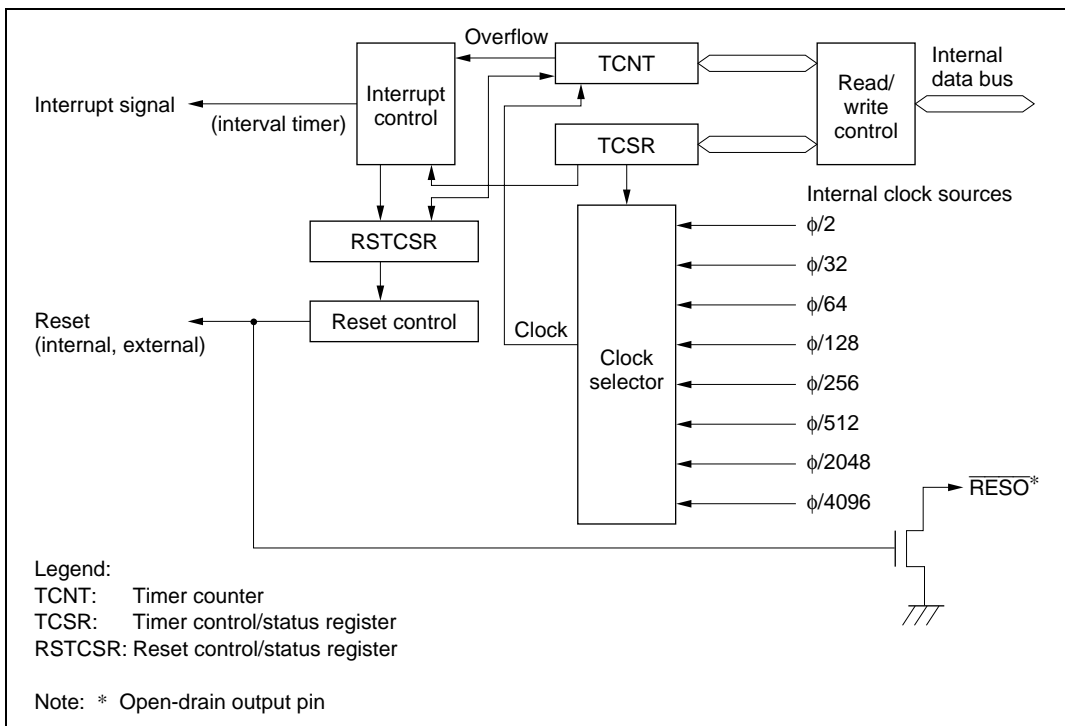 Overflow
TCNT
Read/
write
control
Internal
data bus
Interrupt signal
(interval timer)
Interrupt
control
TCSR
Internal clock sources
RSTCSR
ϕ/2
ϕ/32
ϕ/64
Reset
(internal, external)
Reset control
Clock
ϕ/128
Clock
selector
ϕ/256
ϕ/512
ϕ/2048
ϕ/4096
RESO*
Legend:
TCNT: Timer counter
TCSR: Timer control/status register
RSTCSR: Reset control/status register
Note: * Open-drain output pin